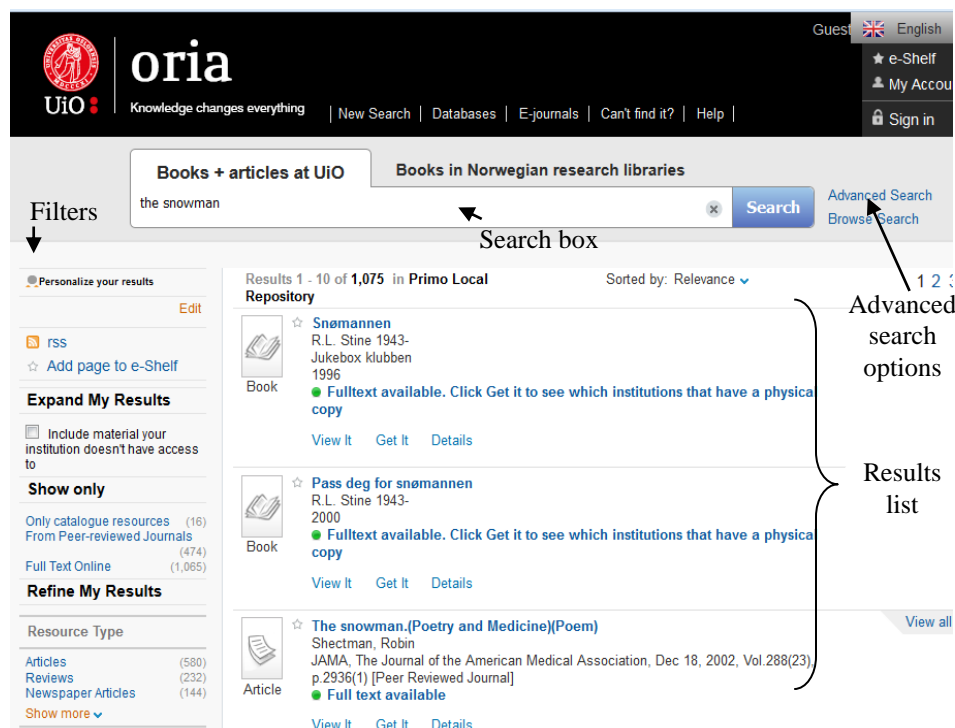 Guest English
★ e-Shelf
My Accou
Sign in
UiO
oria
Knowledge changes everything
New Search | Databases | E-journals | Can't find it? | Help |
Books + articles at UiO
Books in Norwegian research libraries
the snowman
Search
Advanced Search
Browse Search
Filters
Search box
Advanced
search
options
Results
list
Personalize your results
Edit
rss
Add page to e-Shelf
Expand My Results
Include material your
institution doesn't have access
to
Show only
Only catalogue resources (16)
From Peer-reviewed Journals
(474)
Full Text Online (1,065)
Refine My Results
Resource Type
Articles (580)
Reviews (232)
Newspaper Articles (144)
Show more
Results 1 - 10 of 1,075 in Primo Local
Repository
Sorted by: Relevance
1 2 3
Book
Snømannen
R.L. Stine 1943-
Jukebox klubben
1996
Fulltext available. Click Get it to see which institutions that have a physica
copy
View It Get It Details
Book
Pass deg for snømannen
R.L. Stine 1943-
2000
Fulltext available. Click Get it to see which institutions that have a physica
copy
View It Get It Details
Article
The snowman.(Poetry and Medicine)(Poem)
Shectman, Robin
JAMA, The Journal of the American Medical Association, Dec 18, 2002, Vol.288(23),
p.2936(1) [Peer Reviewed Journal]
Full text available
View It Get It Details
View all